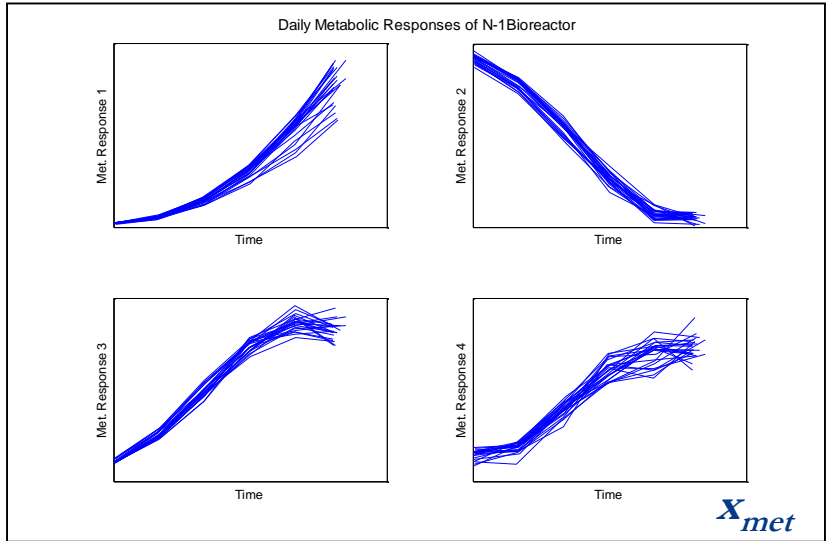 Daily Metabolic Responses of N-1Bioreactor
Met. Response 1
Time
Met. Response 2
Time
Met. Response 3
Time
Met. Response 4
Time
x_met